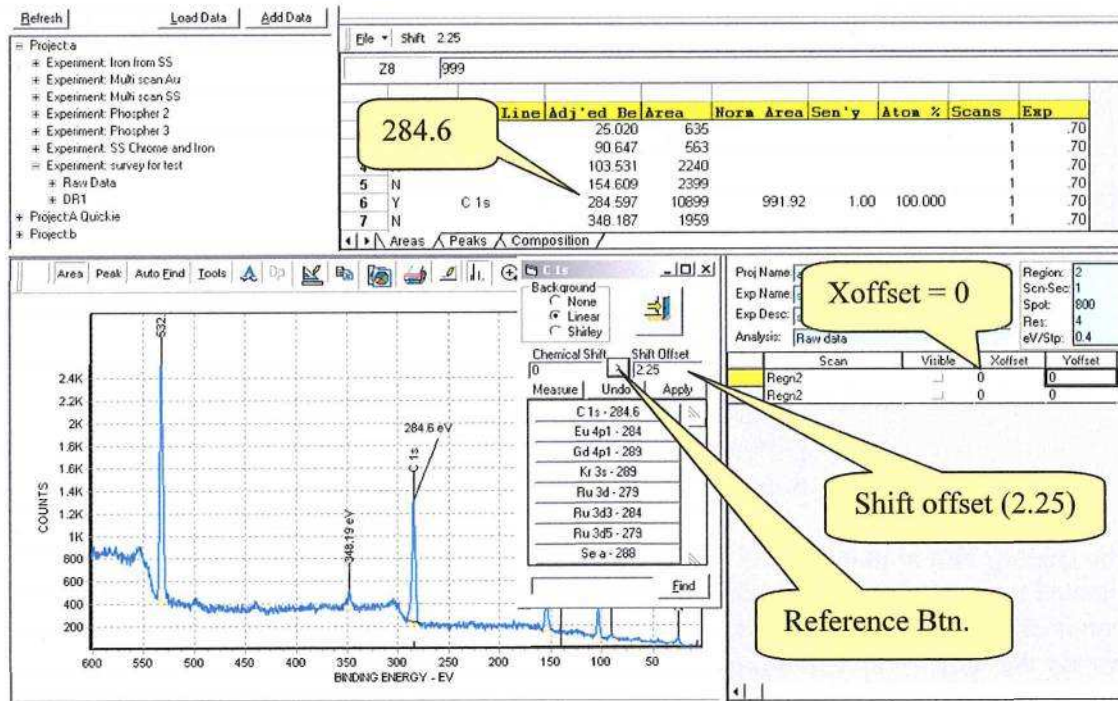 Refresh Load Data Add Data
Project:a
Experiment: Iron from SS
Experiment: Multi scan Au
Experiment: Multi scan SS
Experiment: Phospher 2
Experiment: Phospher 3
Experiment: SS Chrome and Iron
Experiment: survey for test
Raw Data
DR1
Project:A Quickie
Project:b
File Shift 2.25
Z8 999
Line Adj'ed Be Area Norm Area Sen'y Atom % Scans Exp
25.020 635 1 .70
90.647 563 1 .70
103.531 2240 1 .70
5 N 154.609 2399 1 .70
6 Y C 1s 284.597 10899 991.92 1.00 100.000 1 .70
7 N 348.187 1959 1 .70
284.6
Areas Peaks Composition
Area Peak Auto Find Tools Dp
C 1s
Background
None
Linear
Shirley
Chemical Shift Shift Offset
0 > 2.25
Measure Undo Apply
C 1s - 284.6
Eu 4p1 - 284
Gd 4p1 - 289
Kr 3s - 289
Ru 3d - 279
Ru 3d3 - 284
Ru 3d5 - 279
Se a - 288
Find
COUNTS
2.4K
2.2K
2K
1.8K
1.6K
1.4K
1.2K
1K
800
600
400
200
532
348.19 eV
C 1s
284.6 eV
600 550 500 450 400 350 300 250 200 150 100 50
BINDING ENERGY - EV
Proj Name:
Exp Name:
Exp Desc:
Analysis: Raw data
Region: 2
Scn-Sec: 1
Spot: 800
Res: 4
eV/Stp: 0.4
Xoffset = 0
Scan Visible Xoffset Yoffset
Regn2 0 0
Regn2 0 0
Shift offset (2.25)
Reference Btn.